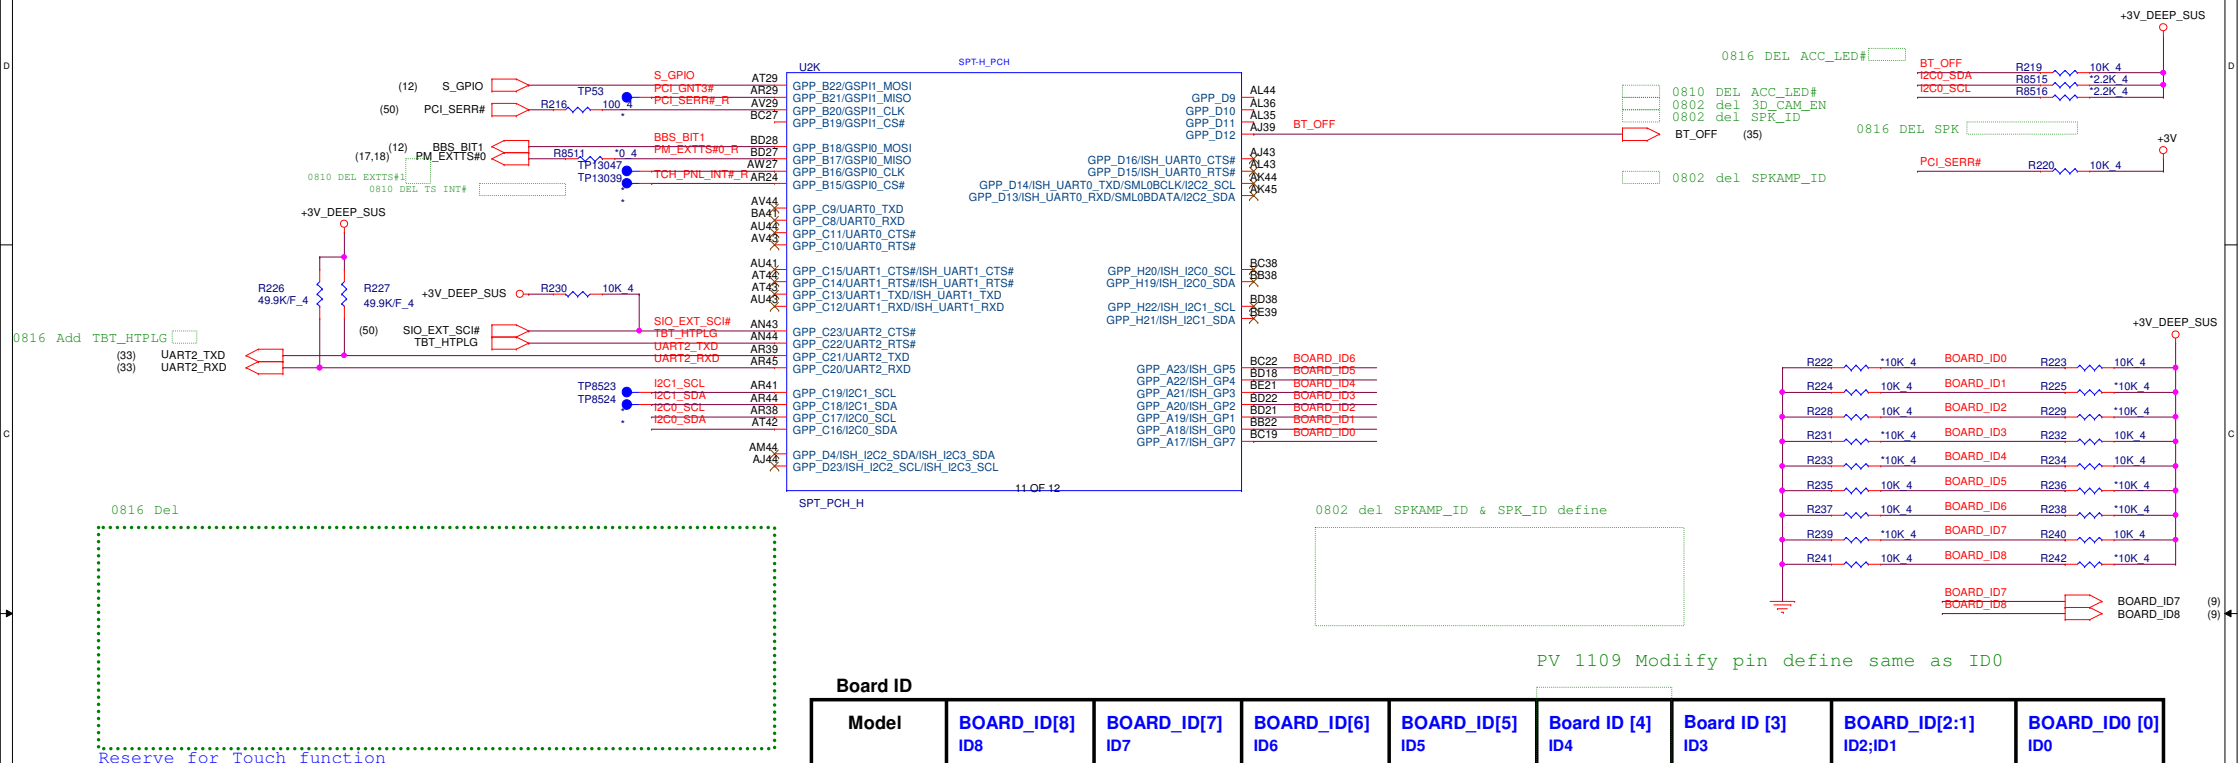 +3V_DEEP_SUS
0816 DEL ACC_LED#
D
D
U2K
SPT-H_PCH
(12) S_GPIO
S_GPIO AT29 GPP_B22/GSPI1_MOSI
TP53 PCI_GNT3# AR29 GPP_B21/GSPI1_MISO
(50) PCI_SERR# R216 100_4 PCI_SERR#_R AV29 GPP_B20/GSPI1_CLK
* BC27 GPP_B19/GSPI1_CS#
(12) BBS_BIT1 BBS_BIT1 BD28 GPP_B18/GSPI0_MOSI
(17,18) PM_EXTTS#0 R8511 *0_4 PM_EXTTS#0_R BD27 GPP_B17/GSPI0_MISO
TP13047 AW27 GPP_B16/GSPI0_CLK
TP13039 TCH_PNL_INT#_R AR24 GPP_B15/GSPI0_CS#
*
0810 DEL EXTTS#1
0810 DEL TS INT#
AV44 GPP_C9/UART0_TXD
BA41 GPP_C8/UART0_RXD
AU44 GPP_C11/UART0_CTS#
AV43 GPP_C10/UART0_RTS#
+3V_DEEP_SUS
AU41 GPP_C15/UART1_CTS#/ISH_UART1_CTS#
AT44 GPP_C14/UART1_RTS#/ISH_UART1_RTS#
AT43 GPP_C13/UART1_TXD/ISH_UART1_TXD
AU43 GPP_C12/UART1_RXD/ISH_UART1_RXD
R226 49.9K/F_4
R227 49.9K/F_4
+3V_DEEP_SUS R230 10K_4
(50) SIO_EXT_SCI# SIO_EXT_SCI# AN43 GPP_C23/UART2_CTS#
TBT_HTPLG TBT_HTPLG AN44 GPP_C22/UART2_RTS#
0816 Add TBT_HTPLG
(33) UART2_TXD UART2_TXD AR39 GPP_C21/UART2_TXD
(33) UART2_RXD UART2_RXD AR45 GPP_C20/UART2_RXD
TP8523 I2C1_SCL AR41 GPP_C19/I2C1_SCL
TP8524 I2C1_SDA AR44 GPP_C18/I2C1_SDA
I2C0_SCL AR38 GPP_C17/I2C0_SCL
* I2C0_SDA AT42 GPP_C16/I2C0_SDA
AM44 GPP_D4/ISH_I2C2_SDA/ISH_I2C3_SDA
AJ44 GPP_D23/ISH_I2C2_SCL/ISH_I2C3_SCL
11 OF 12
SPT_PCH_H
GPP_D9 AL44
GPP_D10 AL36
GPP_D11 AL35
GPP_D12 AJ39 BT_OFF BT_OFF (35)
GPP_D16/ISH_UART0_CTS# AJ43
GPP_D15/ISH_UART0_RTS# AL43
GPP_D14/ISH_UART0_TXD/SML0BCLK/I2C2_SCL AK44
GPP_D13/ISH_UART0_RXD/SML0BDATA/I2C2_SDA AK45
GPP_H20/ISH_I2C0_SCL BC38
GPP_H19/ISH_I2C0_SDA BB38
GPP_H22/ISH_I2C1_SCL BD38
GPP_H21/ISH_I2C1_SDA BE39
GPP_A23/ISH_GP5 BC22 BOARD_ID6
GPP_A22/ISH_GP4 BD18 BOARD_ID5
GPP_A21/ISH_GP3 BE21 BOARD_ID4
GPP_A20/ISH_GP2 BD22 BOARD_ID3
GPP_A19/ISH_GP1 BD21 BOARD_ID2
GPP_A18/ISH_GP0 BB22 BOARD_ID1
GPP_A17/ISH_GP7 BC19 BOARD_ID0
0810 DEL ACC_LED#
0802 del 3D_CAM_EN
0802 del SPK_ID
0802 del SPKAMP_ID
BT_OFF R219 10K_4
I2C0_SDA R8515 *2.2K_4
I2C0_SCL R8516 *2.2K_4
0816 DEL SPK
+3V
PCI_SERR# R220 10K_4
+3V_DEEP_SUS
R222 *10K_4 BOARD_ID0 R223 10K_4
R224 10K_4 BOARD_ID1 R225 *10K_4
R228 10K_4 BOARD_ID2 R229 *10K_4
R231 *10K_4 BOARD_ID3 R232 10K_4
R233 *10K_4 BOARD_ID4 R234 10K_4
R235 10K_4 BOARD_ID5 R236 *10K_4
R237 10K_4 BOARD_ID6 R238 *10K_4
R239 *10K_4 BOARD_ID7 R240 10K_4
R241 10K_4 BOARD_ID8 R242 *10K_4
C
C
BOARD_ID7 BOARD_ID7 (9)
BOARD_ID8 BOARD_ID8 (9)
0816 Del
0802 del SPKAMP_ID & SPK_ID define
PV 1109 Modiify pin define same as ID0
Reserve for Touch function
Board ID
Model BOARD_ID[8] BOARD_ID[7] BOARD_ID[6] BOARD_ID[5] Board ID [4] Board ID [3] BOARD_ID[2:1] BOARD_ID0 [0]
ID8 ID7 ID6 ID5 ID4 ID3 ID2;ID1 ID0